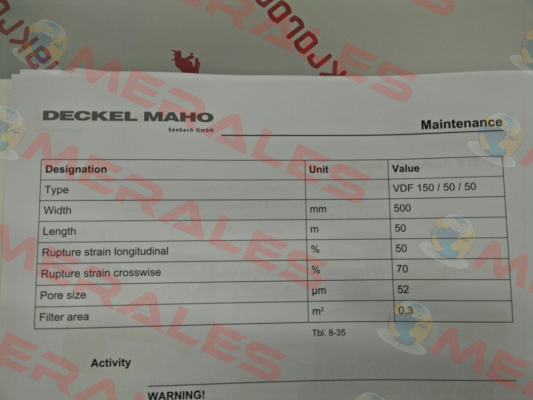 DECKEL MAHO
Seebach GmbH
Maintenance
Designation Unit Value
Type VDF 150 / 50 / 50
Width mm 500
Length m 50
Rupture strain longitudinal % 50
Rupture strain crosswise % 70
Pore size µm 52
Filter area m² 0,3
Tbl. 8-35
Activity
WARNING!
MERALES
MERALES
MERALES
MERALES